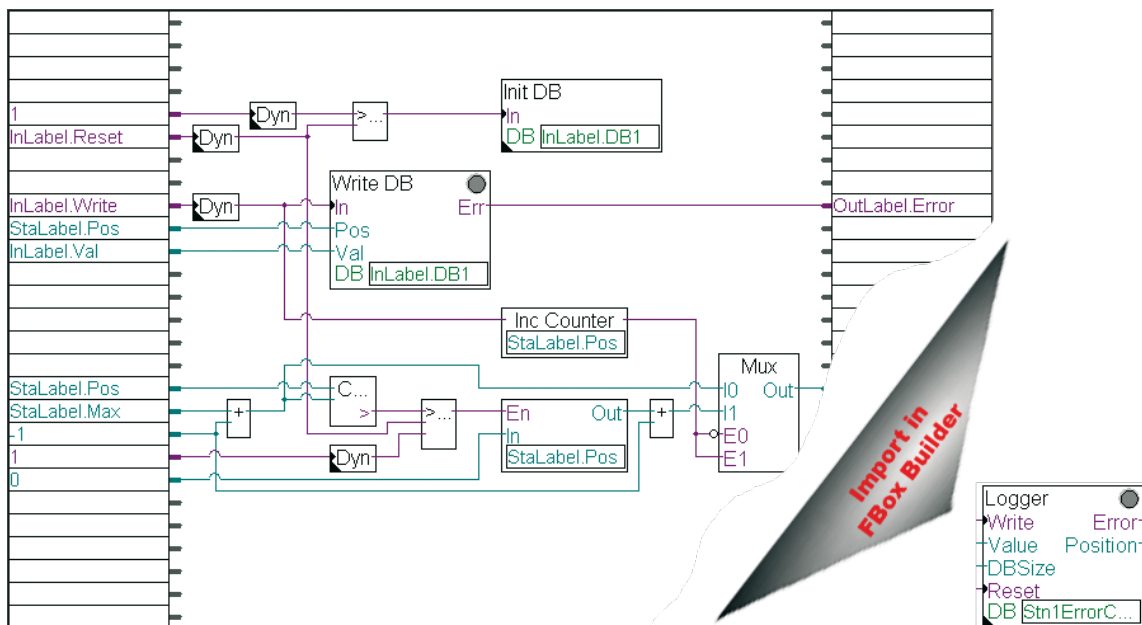 1
InLabel.Reset
InLabel.Write
StaLabel.Pos
InLabel.Val
StaLabel.Pos
StaLabel.Max
-1
1
0
Dyn
>...
Dyn
Init DB
In
DB InLabel.DB1
Dyn
Write DB
In Err
Pos
Val
DB InLabel.DB1
OutLabel.Error
Inc Counter
StaLabel.Pos
C...
>
+
>...
Dyn
En Out
In
StaLabel.Pos
+
Mux
I0 Out
I1
E0
E1
Import in
FBox Builder
Logger
Write Error
Value Position
DBSize
Reset
DB Stn1ErrorC...